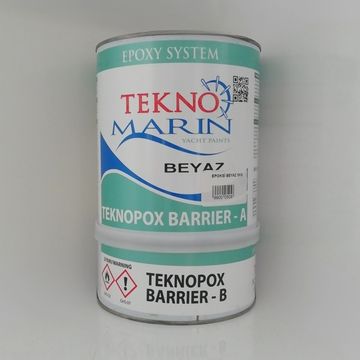 EPOXY SYSTEM
TEKNO
MARIN
YACHT PAINTS
BEYAZ
TEKNOPOX BARRIER - A
TEKNOPOX
BARRIER - B